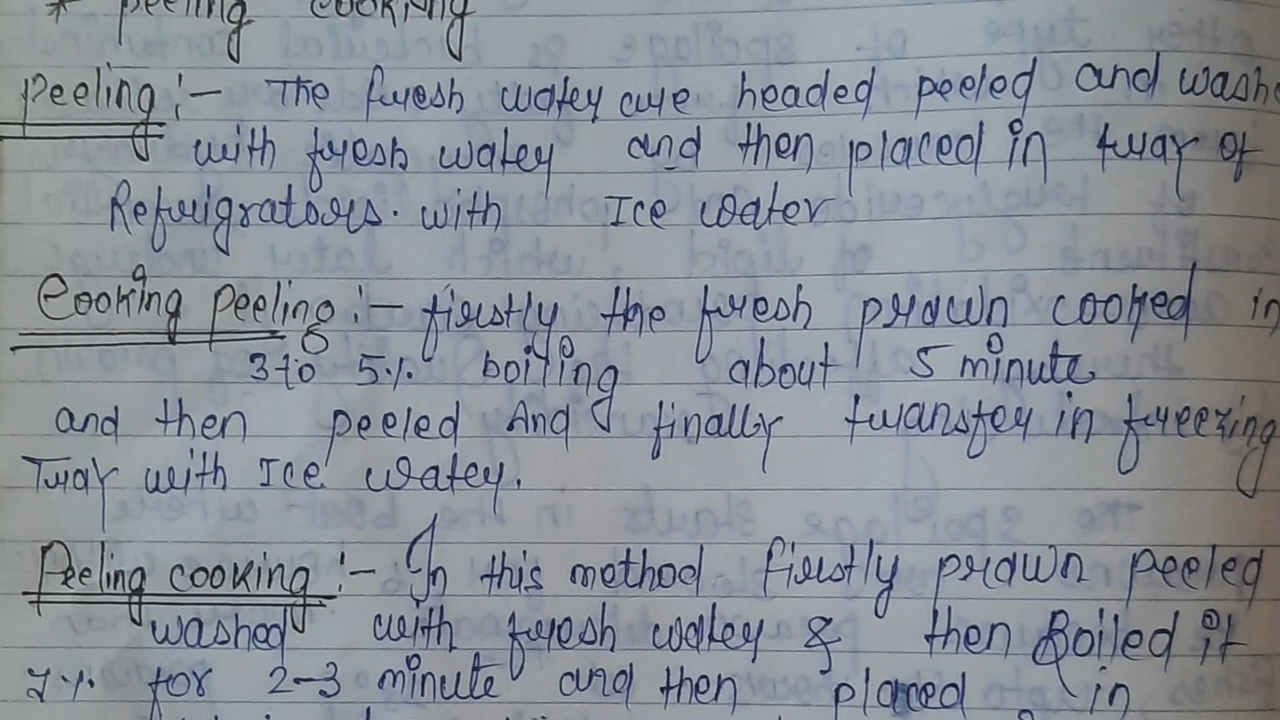 * peeling cooking
Peeling :- The fresh water are headed peeled and wash
with fresh water and then placed in tray of
Refrigrators. with Ice water
Cooking peeling :- firstly the fresh prawn cooked in
3 to 5% boiling about 5 minute
and then peeled And finally transfer in freezing
Tray with Ice water.
Peeling cooking :- In this method firstly prawn peeled
washed with fresh water & then Boiled it
7% for 2-3 minute and then placed in